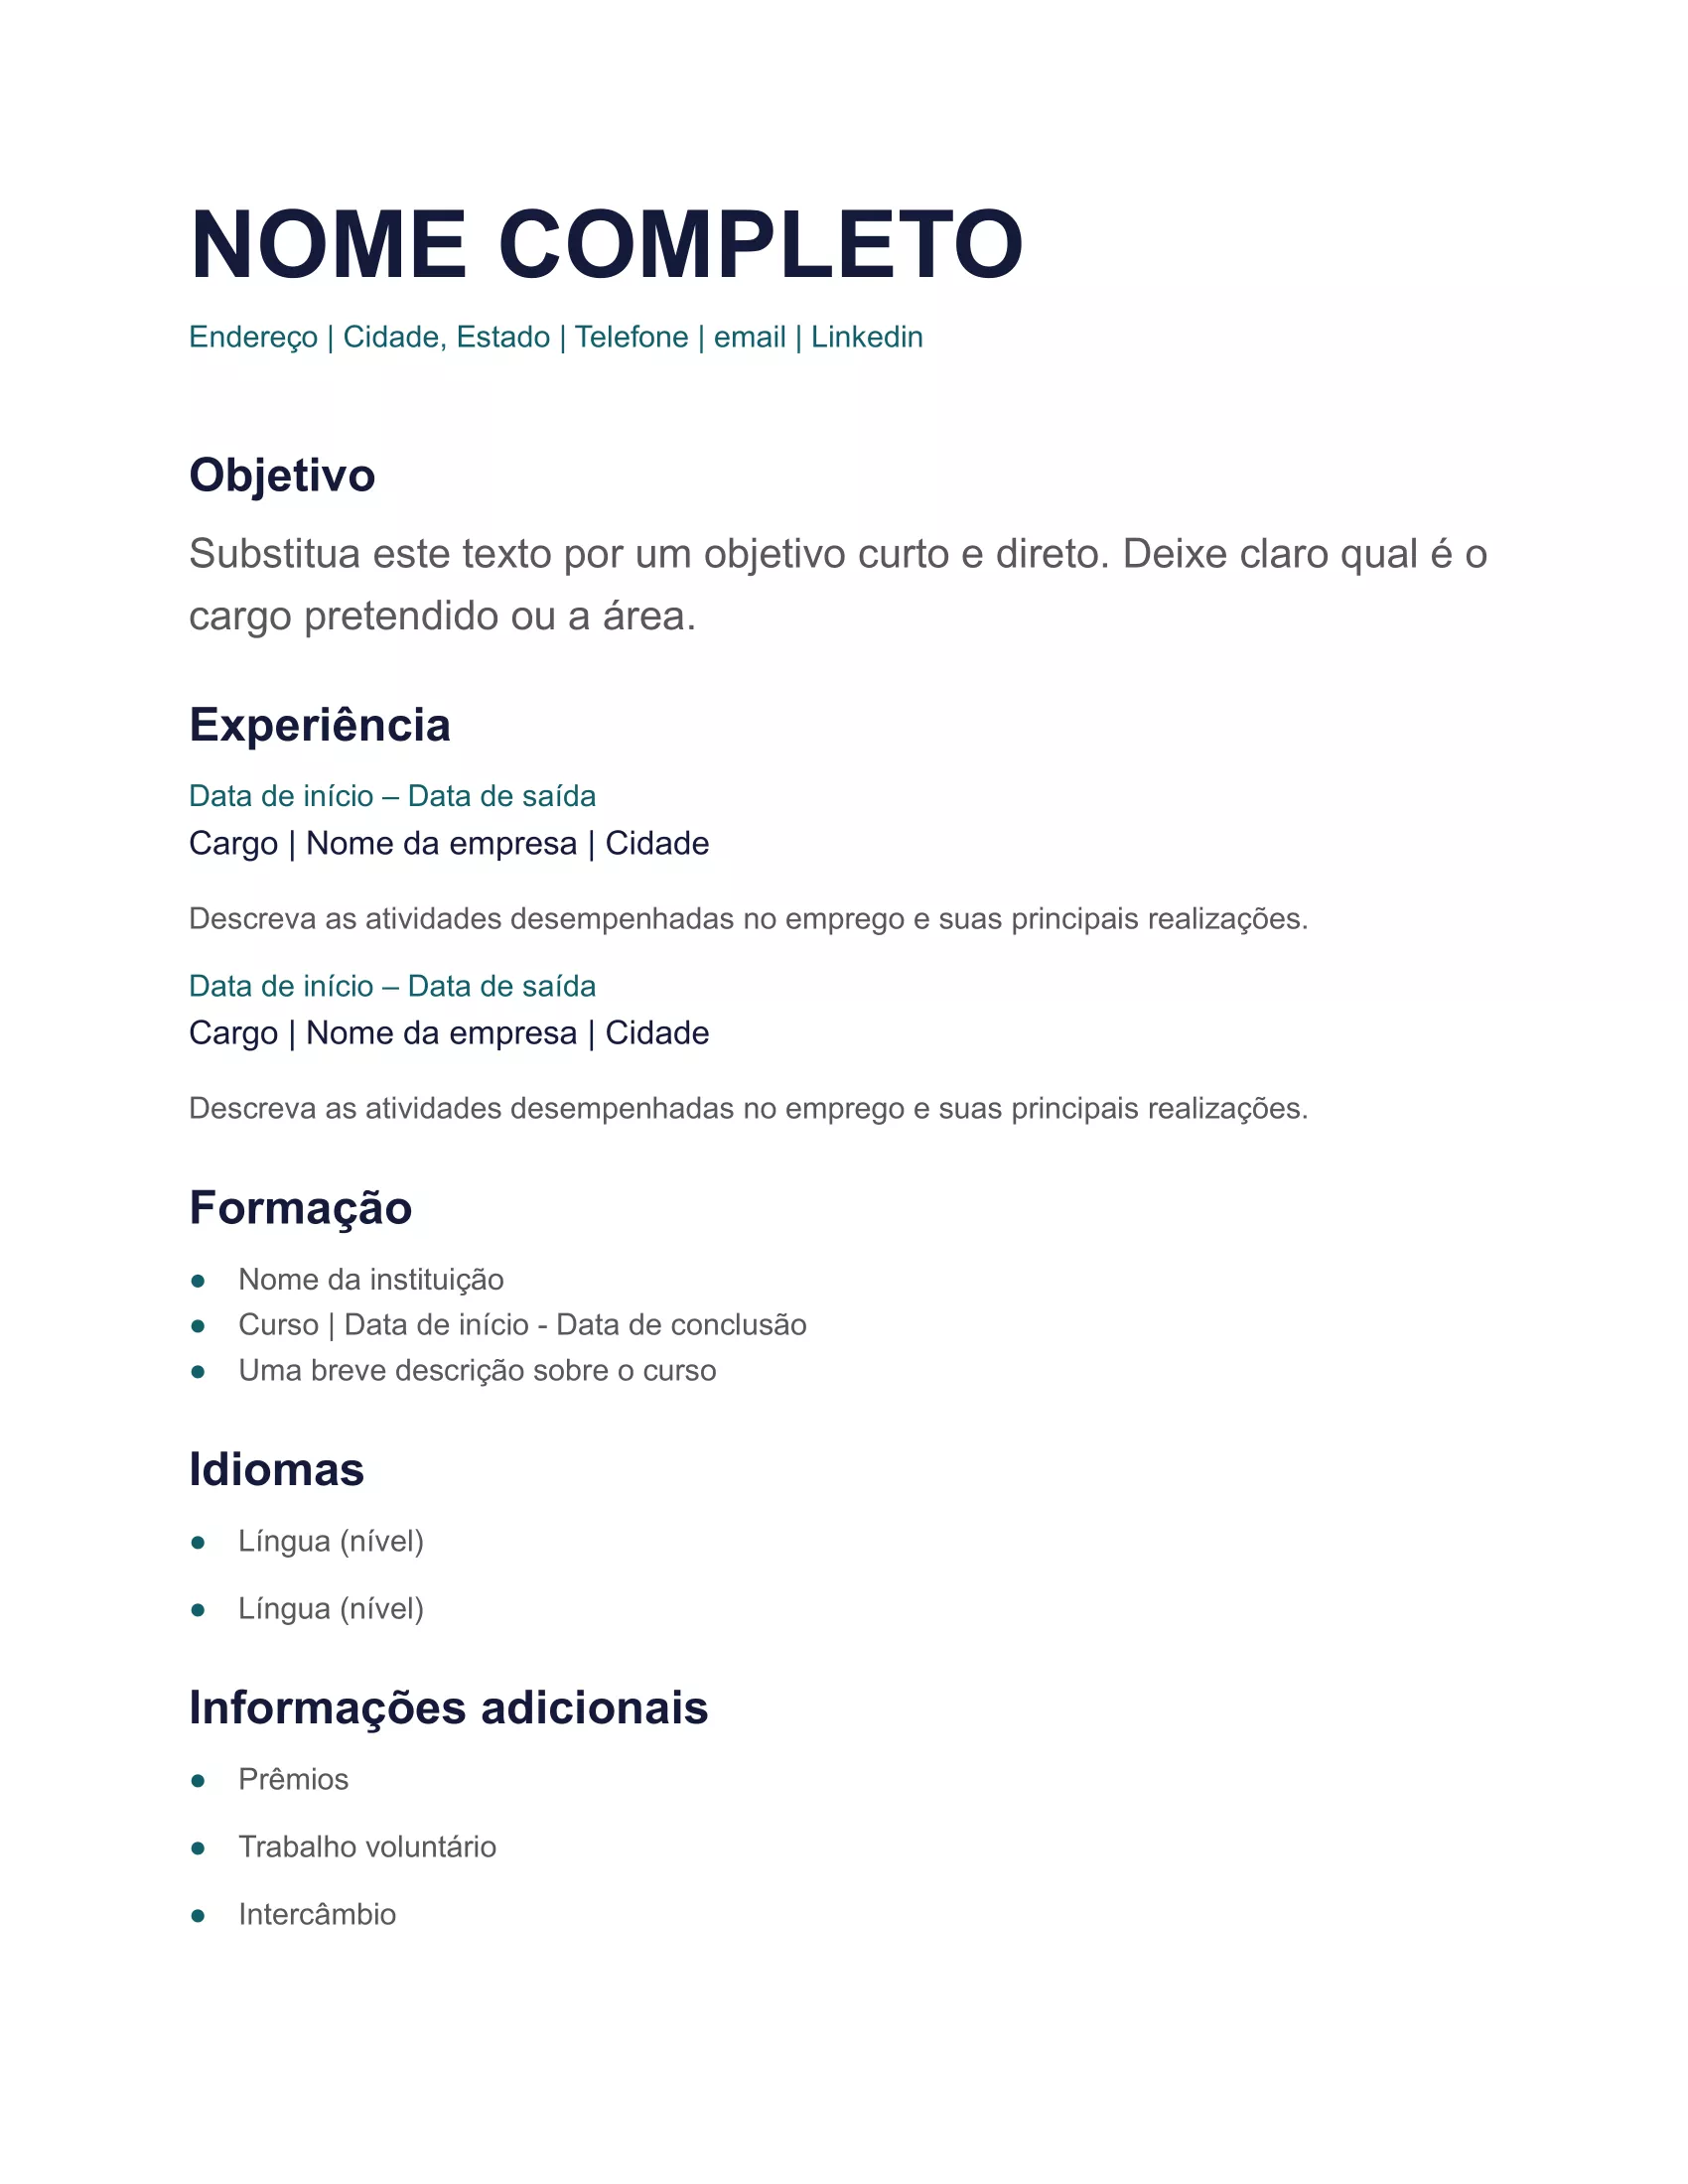 NOME COMPLETO
Endereço | Cidade, Estado | Telefone | email | Linkedin
Objetivo
Substitua este texto por um objetivo curto e direto. Deixe claro qual é o
cargo pretendido ou a área.
Experiência
Data de início – Data de saída
Cargo | Nome da empresa | Cidade
Descreva as atividades desempenhadas no emprego e suas principais realizações.
Data de início – Data de saída
Cargo | Nome da empresa | Cidade
Descreva as atividades desempenhadas no emprego e suas principais realizações.
Formação
● Nome da instituição
● Curso | Data de início - Data de conclusão
● Uma breve descrição sobre o curso
Idiomas
● Língua (nível)
● Língua (nível)
Informações adicionais
● Prêmios
● Trabalho voluntário
● Intercâmbio